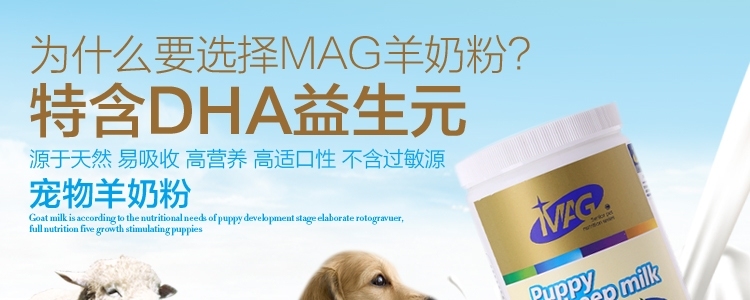 为什么要选择MAG羊奶粉?
特含DHA益生元
源于天然 易吸收 高营养 高适口性 不含过敏源
宠物羊奶粉
Goat milk is according to the nutritional needs of puppy development stage elaborate rotogravuer,
full nutrition five growth stimulating puppies
MAG
Puppy
milk